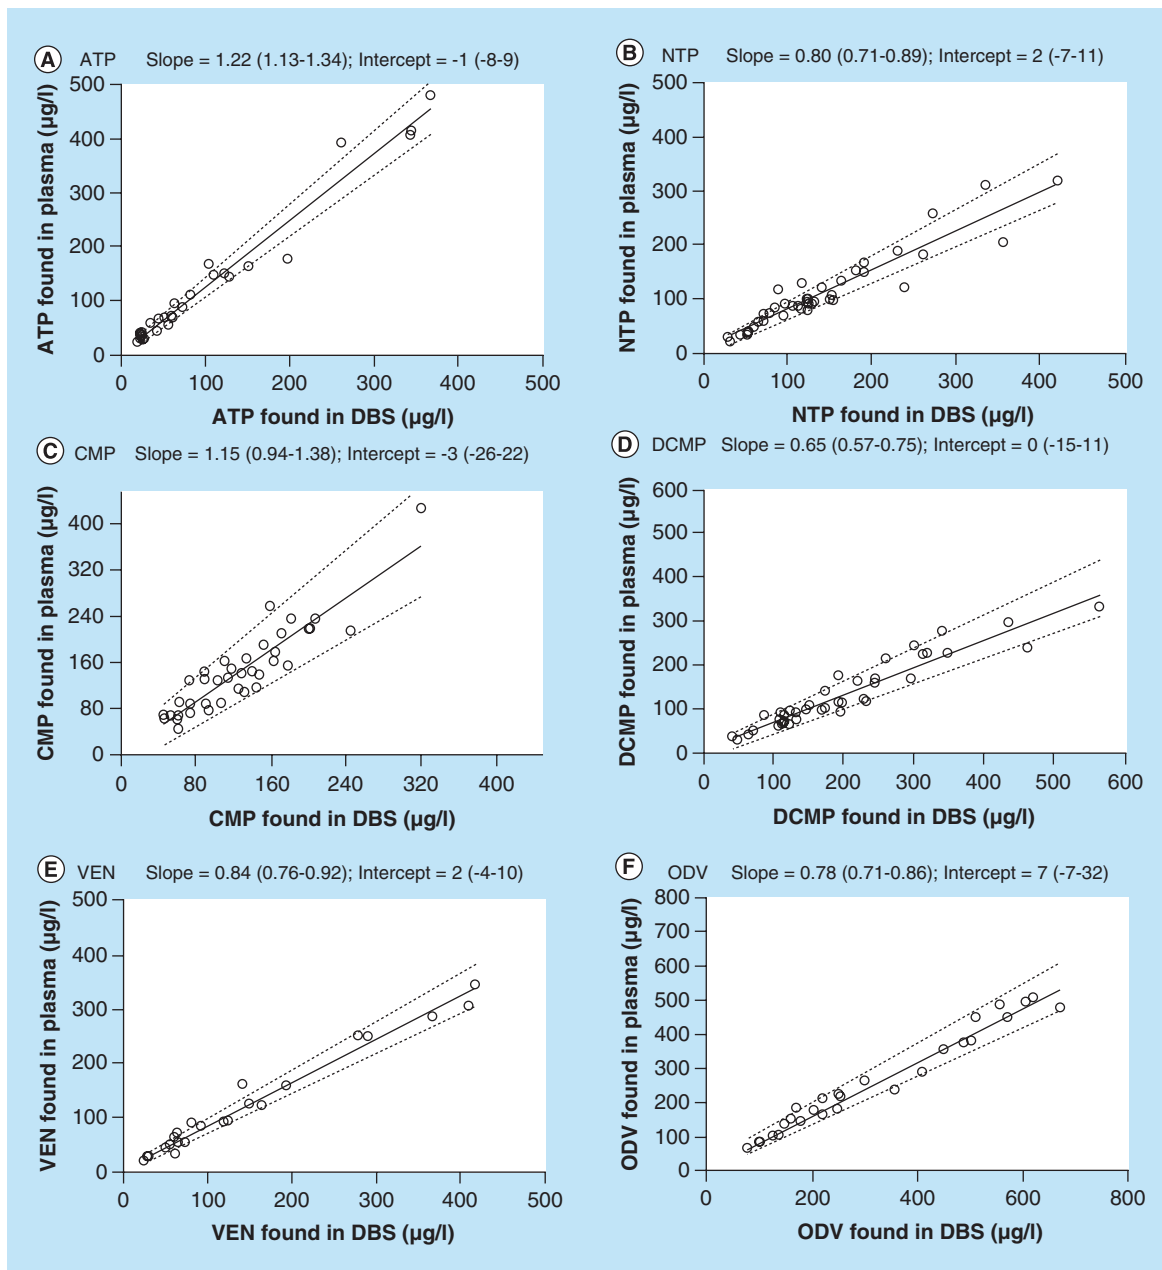 A ATP Slope = 1.22 (1.13-1.34); Intercept = -1 (-8-9)
ATP found in plasma (µg/l)
500
400
300
200
100
0
0 100 200 300 400 500
ATP found in DBS (µg/l)
B NTP Slope = 0.80 (0.71-0.89); Intercept = 2 (-7-11)
NTP found in plasma (µg/l)
500
400
300
200
100
0
0 100 200 300 400 500
NTP found in DBS (µg/l)
C CMP Slope = 1.15 (0.94-1.38); Intercept = -3 (-26-22)
CMP found in plasma (µg/l)
400
320
240
160
80
0
0 80 160 240 320 400
CMP found in DBS (µg/l)
D DCMP Slope = 0.65 (0.57-0.75); Intercept = 0 (-15-11)
DCMP found in plasma (µg/l)
600
500
400
300
200
100
0
0 100 200 300 400 500 600
DCMP found in DBS (µg/l)
E VEN Slope = 0.84 (0.76-0.92); Intercept = 2 (-4-10)
VEN found in plasma (µg/l)
500
400
300
200
100
0
0 100 200 300 400 500
VEN found in DBS (µg/l)
F ODV Slope = 0.78 (0.71-0.86); Intercept = 7 (-7-32)
ODV found in plasma (µg/l)
800
700
600
500
400
300
200
100
0
0 200 400 600 800
ODV found in DBS (µg/l)